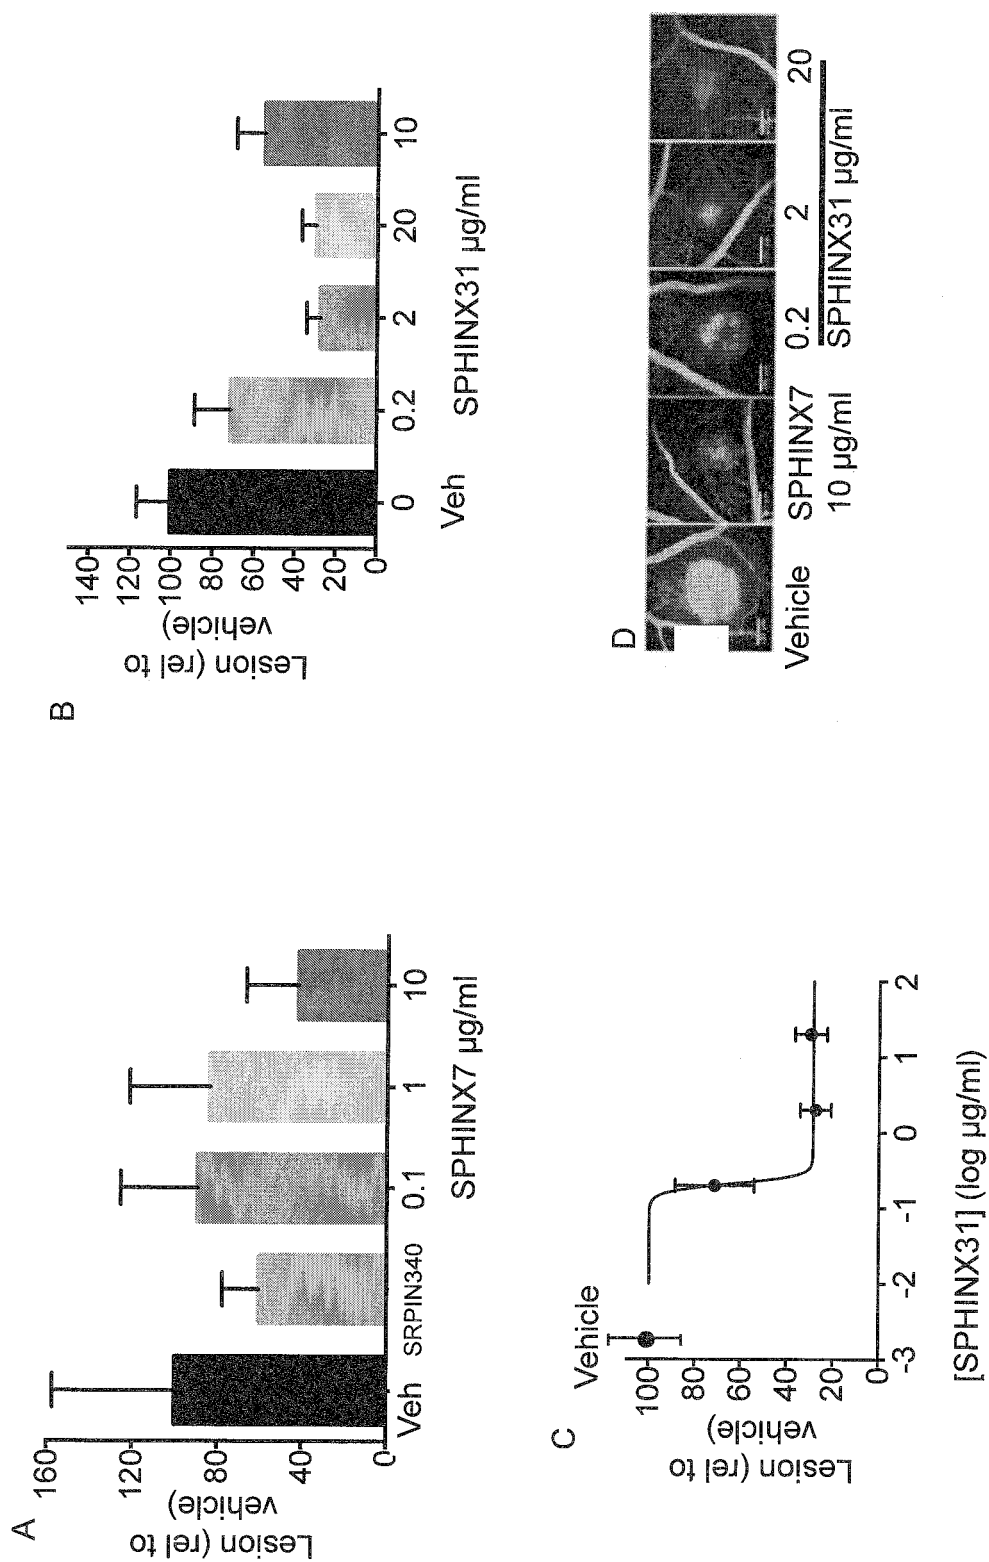 A
Lesion (rel to
vehicle)
160
120
80
40
0
Veh
SRPIN340
0.1
1
10
SPHINX7 µg/ml
B
Lesion (rel to
vehicle)
140
120
100
80
60
40
20
0
0
0.2
2
20
10
Veh
SPHINX31 µg/ml
C
Vehicle
Lesion (rel to
vehicle)
100
80
60
40
0
-3
-2
-1
0
1
2
[SPHINX31] (log µg/ml)
D
Vehicle
SPHINX7
10 µg/ml
0.2
2
20
SPHINX31 µg/ml